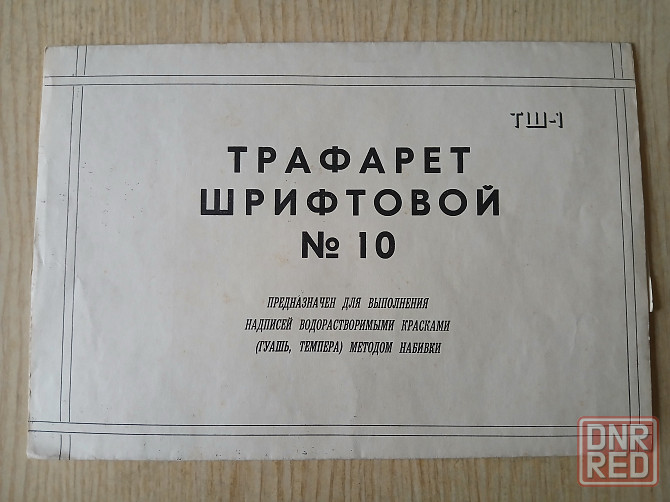 ТШ-1
ТРАФАРЕТ
ШРИФТОВОЙ
№ 10
ПРЕДНАЗНАЧЕН ДЛЯ ВЫПОЛНЕНИЯ
НАДПИСЕЙ ВОДОРАСТВОРИМЫМИ КРАСКАМИ
(ГУАШЬ, ТЕМПЕРА) МЕТОДОМ НАБИВКИ
DNR
RED